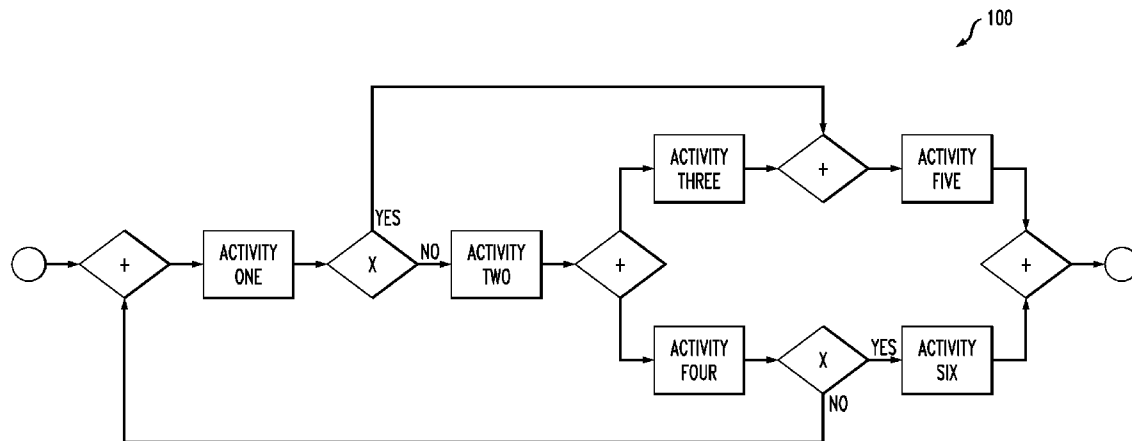 100
ACTIVITY
THREE
+
ACTIVITY
FIVE
YES
+
ACTIVITY
ONE
X
NO
ACTIVITY
TWO
+
+
ACTIVITY
FOUR
X
YES
ACTIVITY
SIX
NO